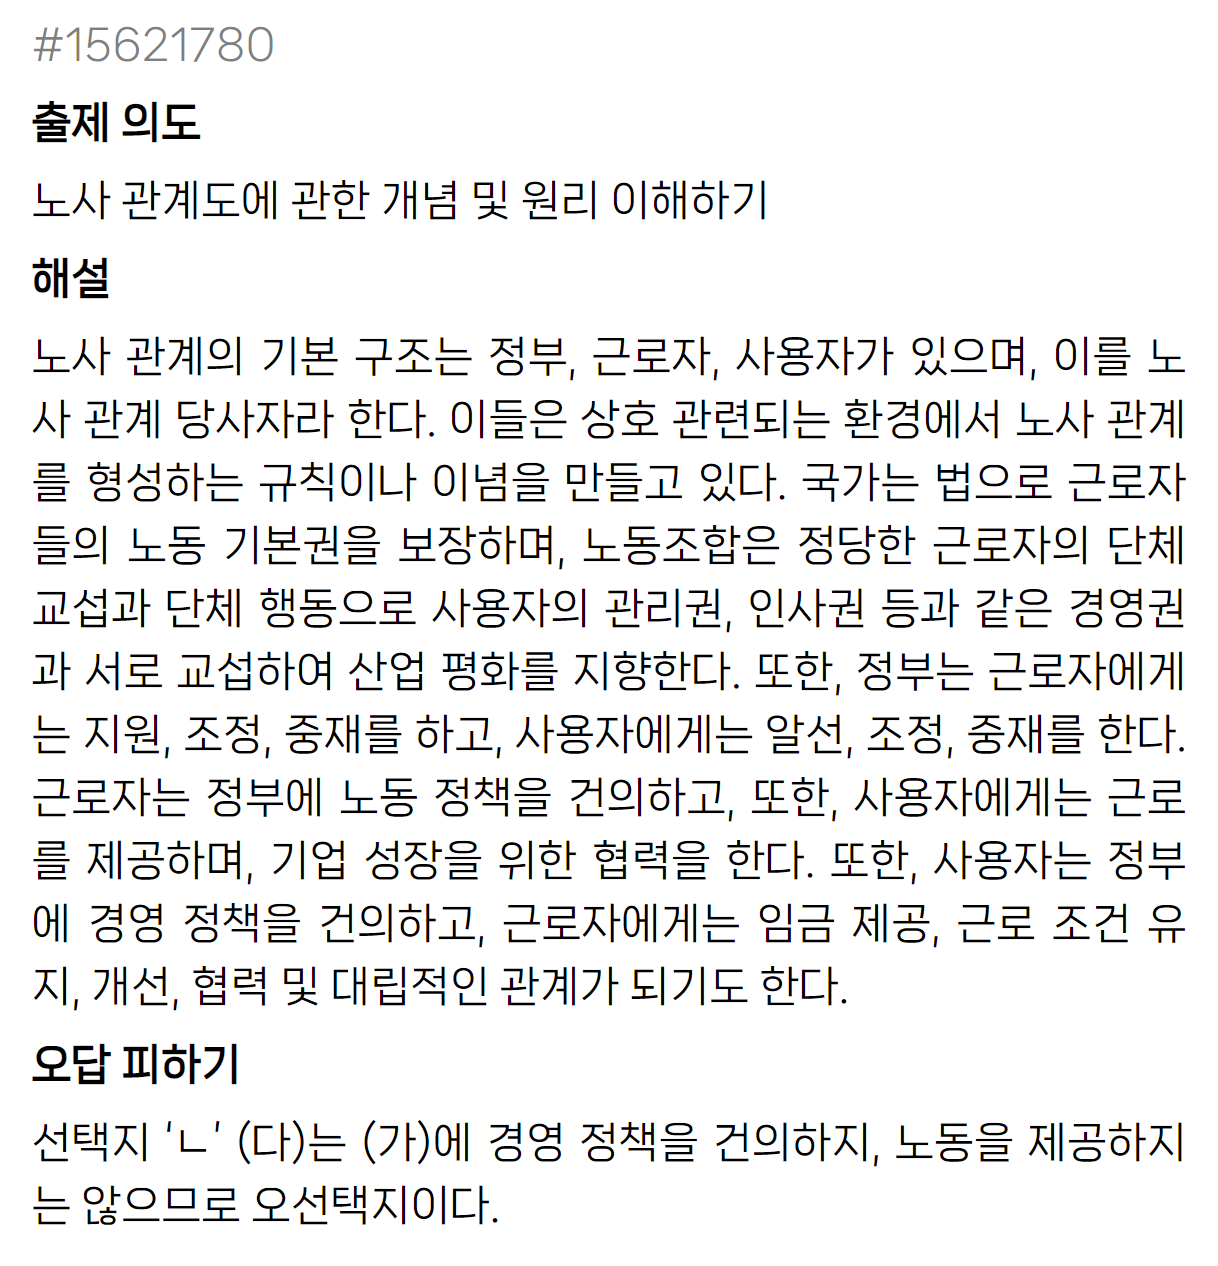 #15621780
출제 의도
노사 관계도에 관한 개념 및 원리 이해하기
해설
노사 관계의 기본 구조는 정부, 근로자, 사용자가 있으며, 이를 노
사 관계 당사자라 한다. 이들은 상호 관련되는 환경에서 노사 관계
를 형성하는 규칙이나 이념을 만들고 있다. 국가는 법으로 근로자
들의 노동 기본권을 보장하며, 노동조합은 정당한 근로자의 단체
교섭과 단체 행동으로 사용자의 관리권, 인사권 등과 같은 경영권
과 서로 교섭하여 산업 평화를 지향한다. 또한, 정부는 근로자에게
는 지원, 조정, 중재를 하고, 사용자에게는 알선, 조정, 중재를 한다.
근로자는 정부에 노동 정책을 건의하고, 또한, 사용자에게는 근로
를 제공하며, 기업 성장을 위한 협력을 한다. 또한, 사용자는 정부
에 경영 정책을 건의하고, 근로자에게는 임금 제공, 근로 조건 유
지, 개선, 협력 및 대립적인 관계가 되기도 한다.
오답 피하기
선택지 ‘ㄴ’ (다)는 (가)에 경영 정책을 건의하지, 노동을 제공하지
는 않으므로 오선택지이다.